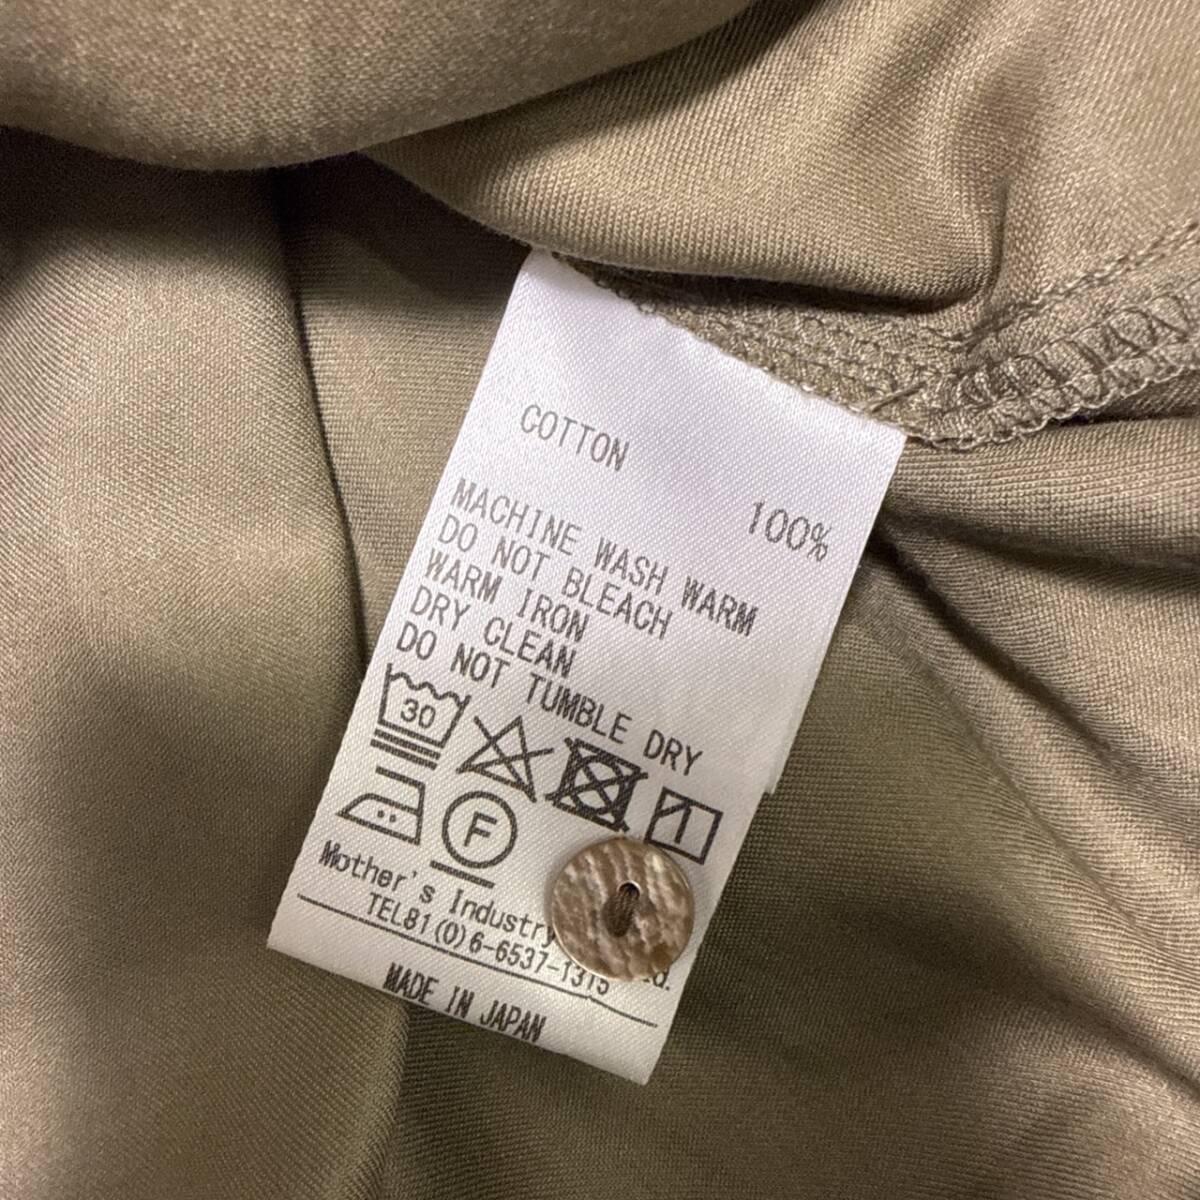 COTTON 100%
MACHINE WASH WARM
DO NOT BLEACH
WARM IRON
DRY CLEAN
DO NOT TUMBLE DRY
30
F
Mother's Industry
TEL81(0)6-6537-1315
MADE IN JAPAN